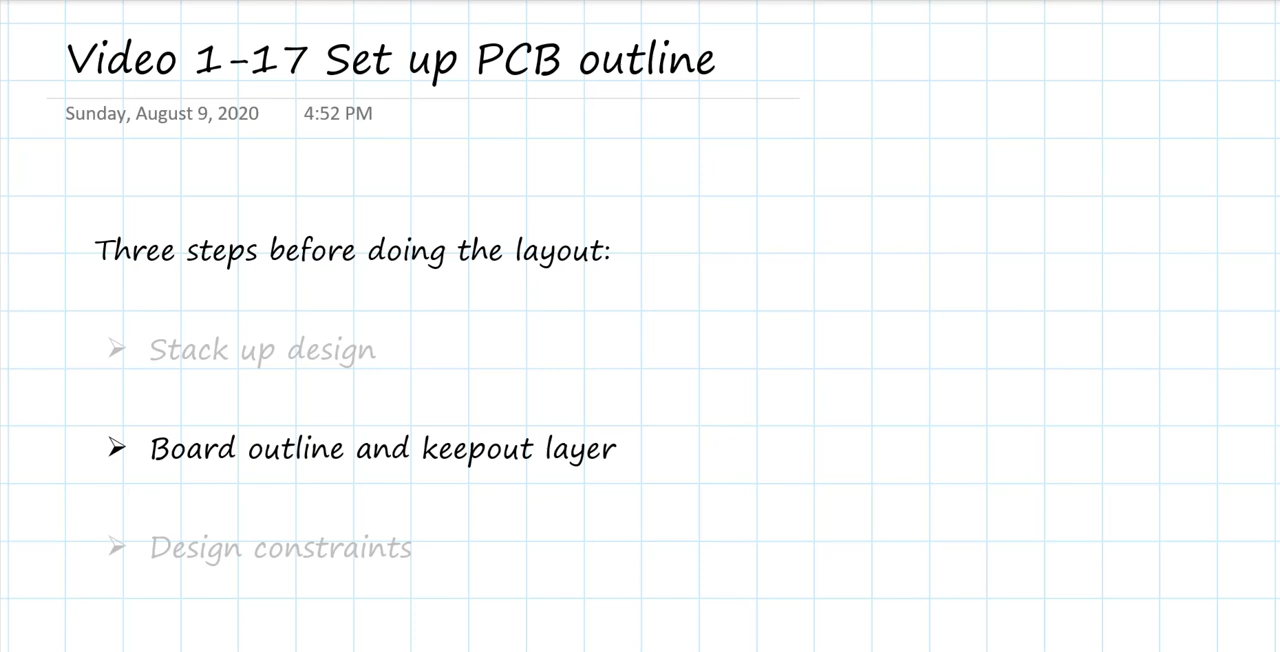 Video 1-17 Set up PCB outline
Sunday, August 9, 2020 4:52 PM
Three steps before doing the layout:
➢ Stack up design
➢ Board outline and keepout layer
➢ Design constraints